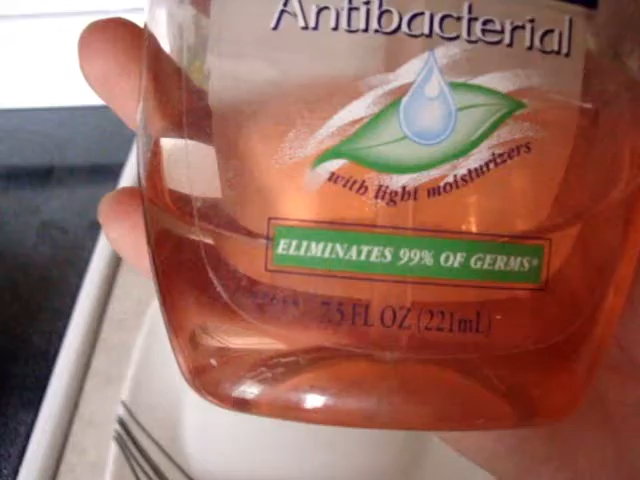 Antibacterial
with light moisturizers
ELIMINATES 99% OF GERMS*
7.5 FL OZ (221mL)